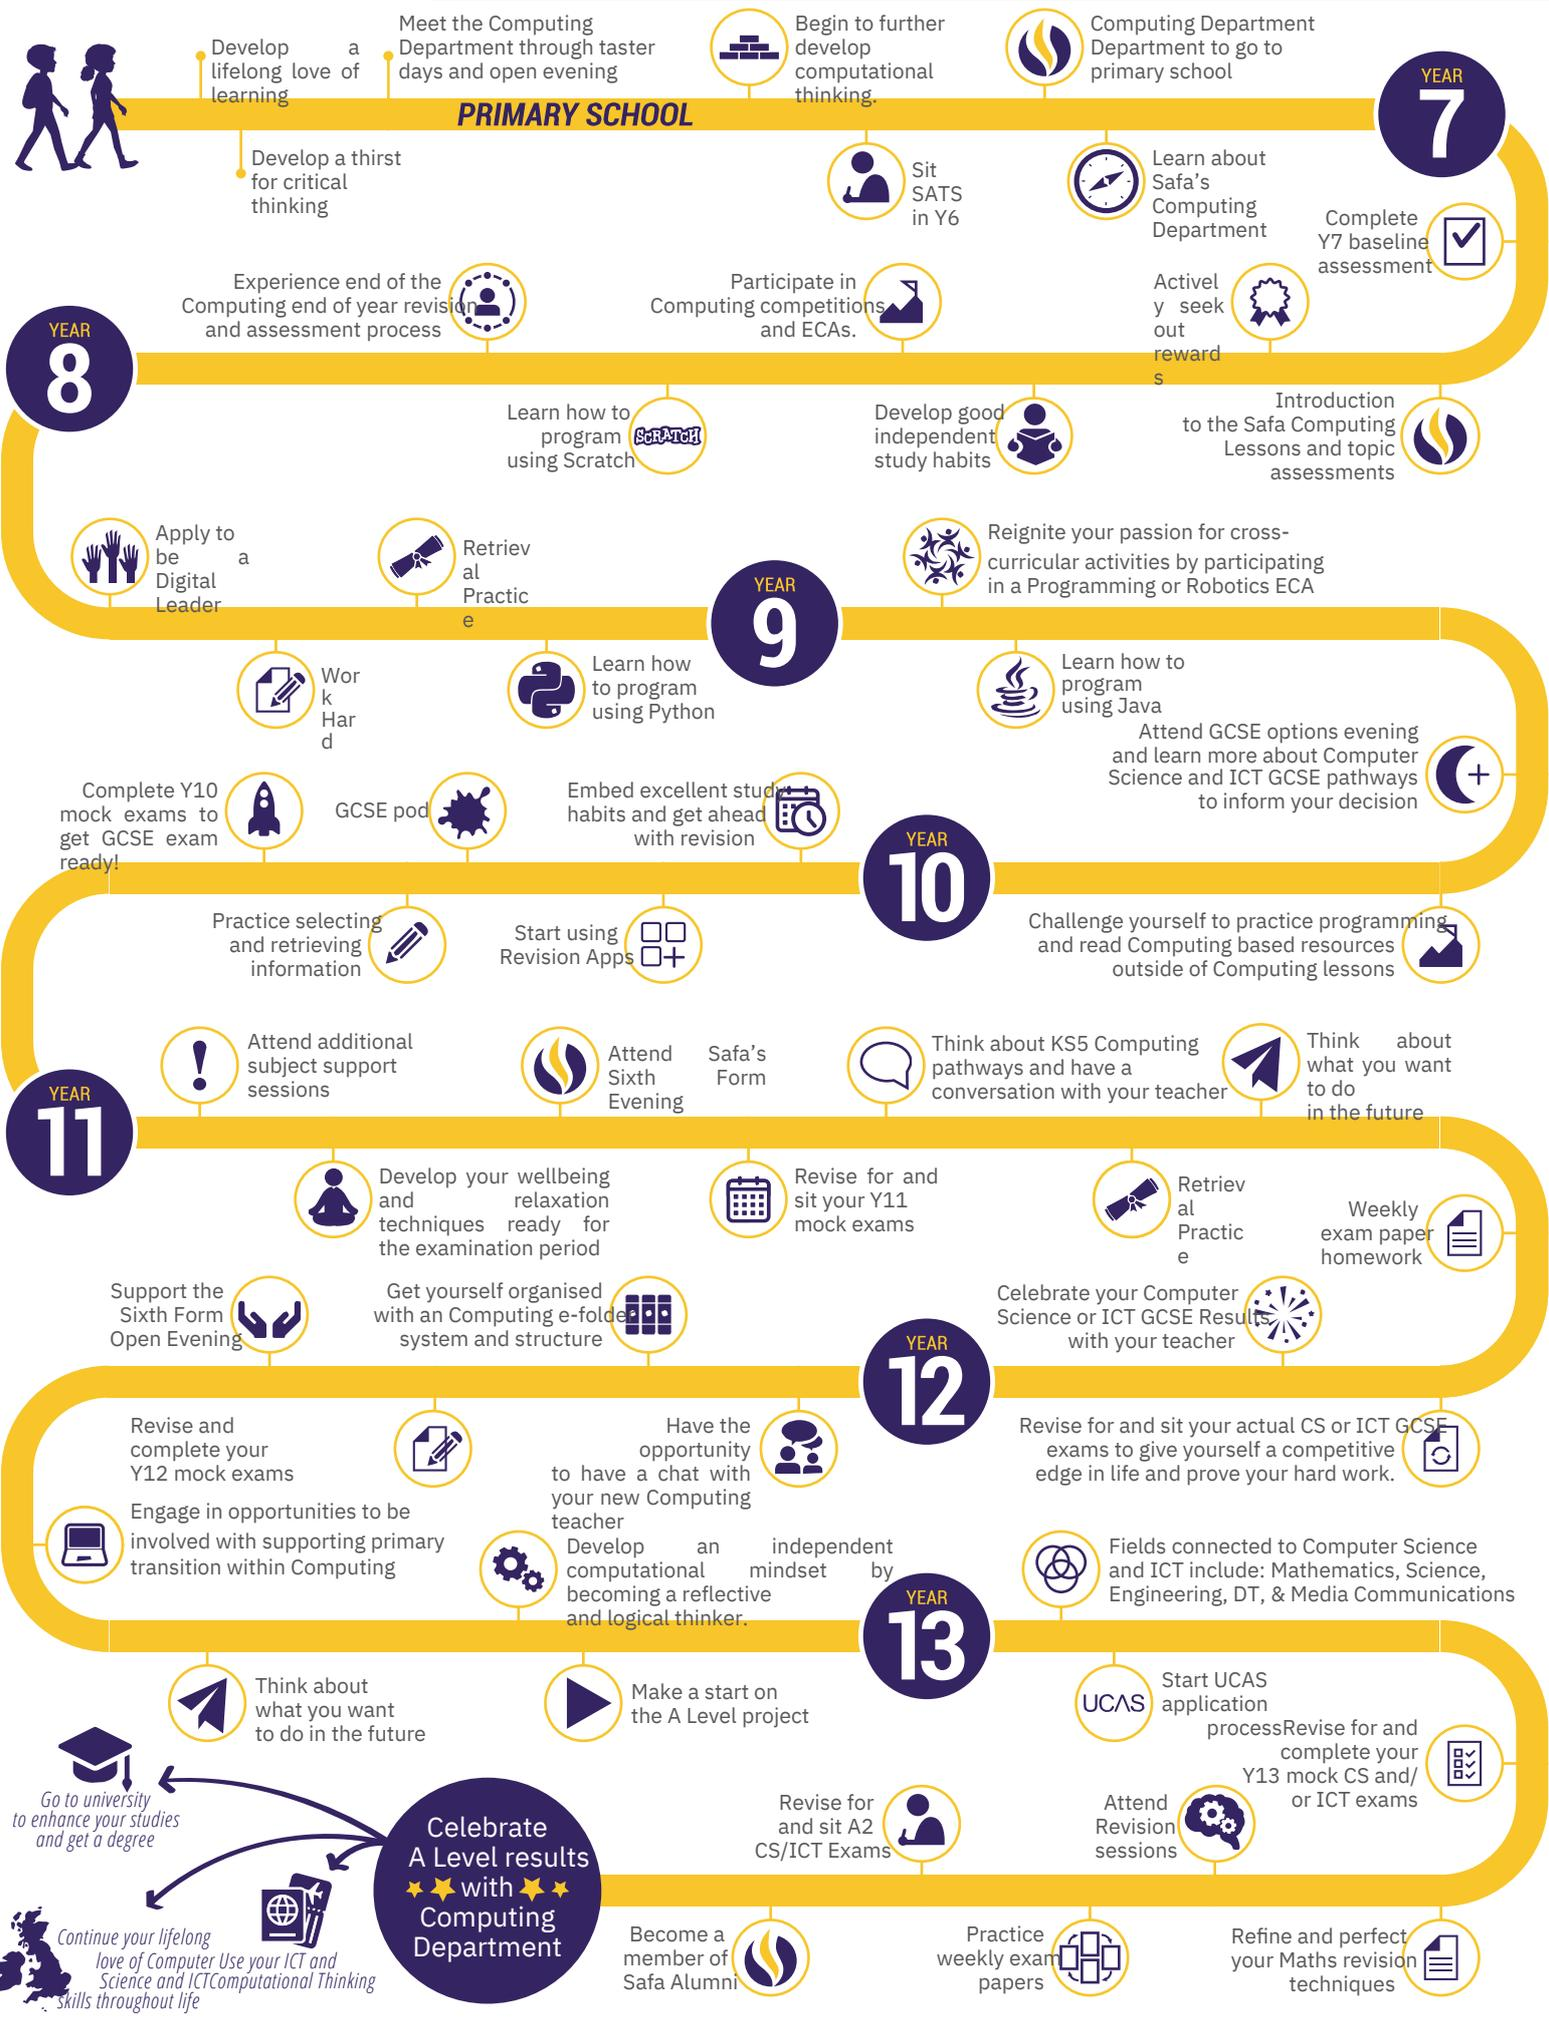 Develop a
lifelong love of
learning
Meet the Computing
Department through taster
days and open evening
Begin to further
develop
computational
thinking.
Computing Department
Department to go to
primary school
PRIMARY SCHOOL
YEAR
7
Develop a thirst
for critical
thinking
Sit
SATS
in Y6
Learn about
Safa's
Computing
Department
Complete
Y7 baseline
assessment
Experience end of the
Computing end of year revision
and assessment process
Participate in
Computing competitions
and ECAs.
Activel
y seek
out
reward
s
YEAR
8
Learn how to
program
using Scratch
SCRATCH
Develop good
independent
study habits
Introduction
to the Safa Computing
Lessons and topic
assessments
Apply to
be a
Digital
Leader
Retriev
al
Practic
e
YEAR
9
Reignite your passion for cross-
curricular activities by participating
in a Programming or Robotics ECA
Wor
k
Har
d
Learn how
to program
using Python
Learn how to
program
using Java
Attend GCSE options evening
and learn more about Computer
Science and ICT GCSE pathways
to inform your decision
Complete Y10
mock exams to
get GCSE exam
ready!
GCSE pod
Embed excellent study
habits and get ahead
with revision
YEAR
10
Practice selecting
and retrieving
information
Start using
Revision Apps
Challenge yourself to practice programming
and read Computing based resources
outside of Computing lessons
Attend additional
subject support
sessions
Attend Safa's
Sixth Form
Evening
Think about KS5 Computing
pathways and have a
conversation with your teacher
Think about
what you want
to do
in the future
YEAR
11
Develop your wellbeing
and relaxation
techniques ready for
the examination period
Revise for and
sit your Y11
mock exams
Retriev
al
Practic
e
Weekly
exam paper
homework
Support the
Sixth Form
Open Evening
Get yourself organised
with an Computing e-folder
system and structure
YEAR
12
Celebrate your Computer
Science or ICT GCSE Results
with your teacher
Revise and
complete your
Y12 mock exams
Have the
opportunity
to have a chat with
your new Computing
teacher
Revise for and sit your actual CS or ICT GCSE
exams to give yourself a competitive
edge in life and prove your hard work.
Engage in opportunities to be
involved with supporting primary
transition within Computing
Develop an independent
computational mindset by
becoming a reflective
and logical thinker.
YEAR
13
Fields connected to Computer Science
and ICT include: Mathematics, Science,
Engineering, DT, & Media Communications
Think about
what you want
to do in the future
Make a start on
the A Level project
UCAS
Start UCAS
application
process
Revise for and
complete your
Y13 mock CS and/
or ICT exams
Go to university
to enhance your studies
and get a degree
Celebrate
A Level results
with
Computing
Department
Revise for
and sit A2
CS/ICT Exams
Attend
Revision
sessions
Continue your lifelong
love of Computer
Science and ICT
skills throughout life
Use your ICT and
Computational Thinking
Become a
member of
Safa Alumni
Practice
weekly exam
papers
Refine and perfect
your Maths revision
techniques